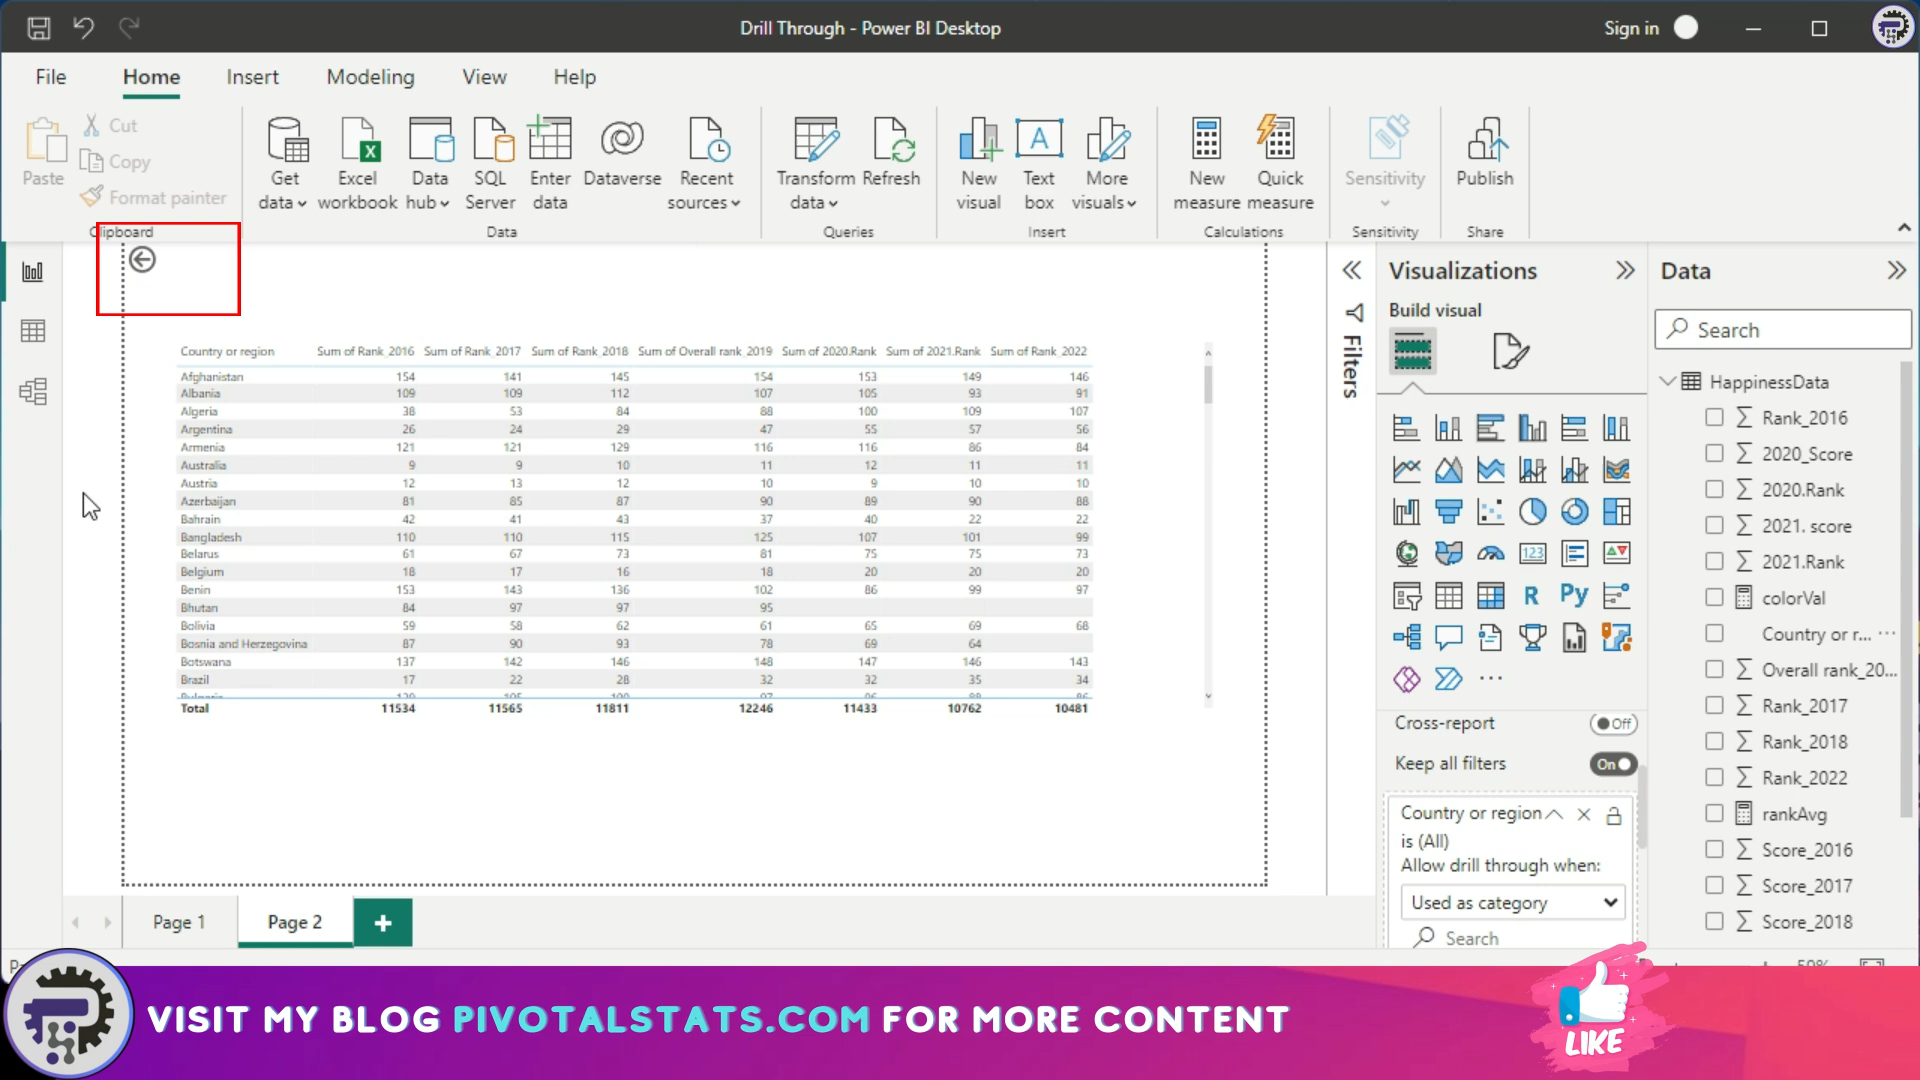 Drill Through - Power BI Desktop
Sign in
File Home Insert Modeling View Help
Paste
Cut
Copy
Format painter
Clipboard
Get data
Excel workbook
Data hub
SQL Server
Enter data
Dataverse
Recent sources
Data
Transform data
Refresh
Queries
New visual
Text box
More visuals
Insert
New measure
Quick measure
Calculations
Sensitivity
Sensitivity
Publish
Share
Country or region Sum of Rank_2016 Sum of Rank_2017 Sum of Rank_2018 Sum of Overall rank_2019 Sum of 2020.Rank Sum of 2021.Rank Sum of Rank_2022
Afghanistan 154 141 145 154 153 149 146
Albania 109 109 112 107 105 93 91
Algeria 38 53 84 88 100 109 107
Argentina 26 24 29 47 55 57 56
Armenia 121 121 129 116 116 86 84
Australia 9 9 10 11 12 11 11
Austria 12 13 12 10 9 10 10
Azerbaijan 81 85 87 90 89 90 88
Bahrain 42 41 43 37 40 22 22
Bangladesh 110 110 115 125 107 101 99
Belarus 61 67 73 81 75 75 73
Belgium 18 17 16 18 20 20 20
Benin 153 143 136 102 86 99 97
Bhutan 84 97 97 95
Bolivia 59 58 62 61 65 69 68
Bosnia and Herzegovina 87 90 93 78 69 64
Botswana 137 142 146 148 147 146 143
Brazil 17 22 28 32 32 35 34
Total 11534 11565 11811 12246 11433 10762 10481
Page 1
Page 2
Filters
Visualizations
Build visual
123
R
Py
Cross-report Off
Keep all filters On
Country or region
is (All)
Allow drill through when:
Used as category
Search
Data
Search
HappinessData
Rank_2016
2020_Score
2020.Rank
2021. score
2021.Rank
colorVal
Country or r...
Overall rank_20...
Rank_2017
Rank_2018
Rank_2022
rankAvg
Score_2016
Score_2017
Score_2018
VISIT MY BLOG PIVOTALSTATS.COM FOR MORE CONTENT
LIKE